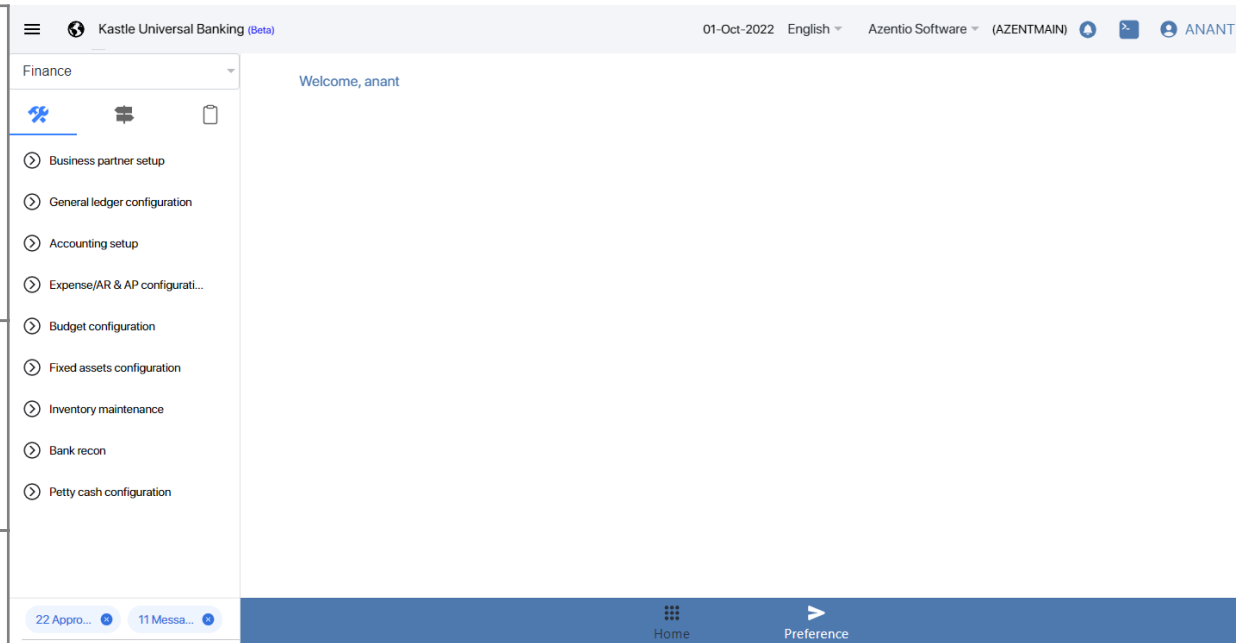 Kastle Universal Banking (Beta)
01-Oct-2022 English Azentio Software (AZENTMAIN) ANANT
Finance
Welcome, anant
Business partner setup
General ledger configuration
Accounting setup
Expense/AR & AP configurati...
Budget configuration
Fixed assets configuration
Inventory maintenance
Bank recon
Petty cash configuration
22 Appro... 11 Messa...
Home Preference